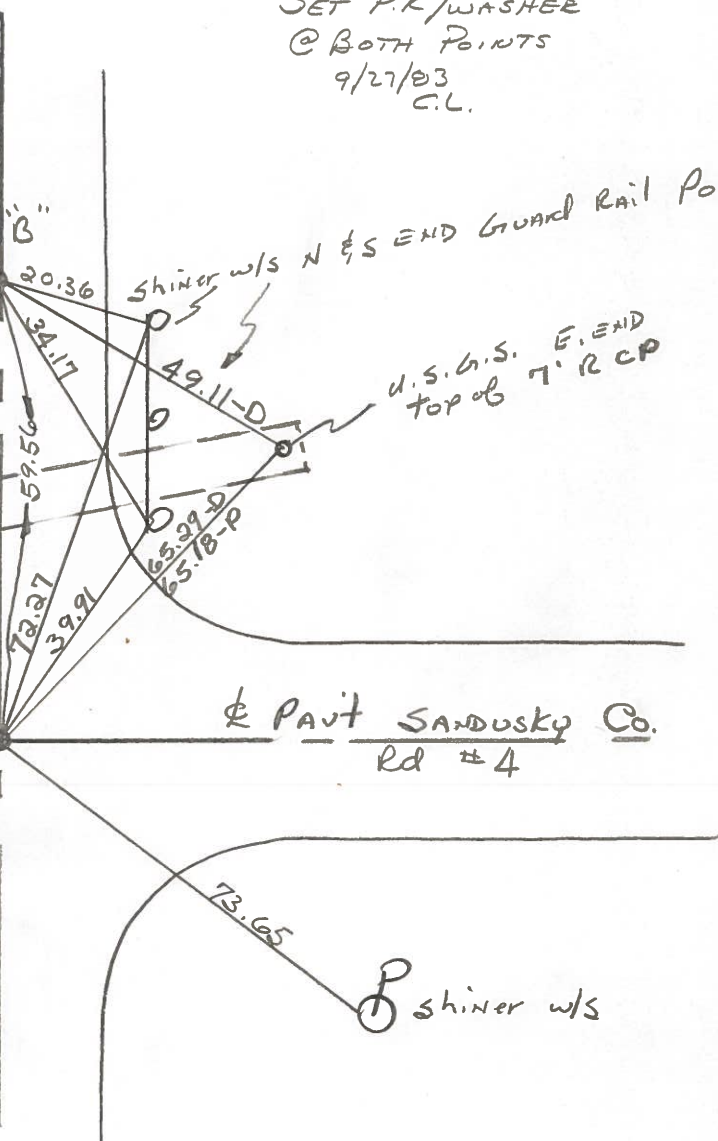 SET P.K/WASHER
@ BOTH POINTS
9/27/83
C.L.
"B"
20.36
Shiner w/s N & S END GUARd RAil Po
34.17
49.11-D
U.S.G.S. E. END
top of 7' R CP
59.56
65.29-D
65.18-P
72.27
39.91
℄ PAv't SANDUSKY Co.
Rd #4
73.65
P
shiner w/s